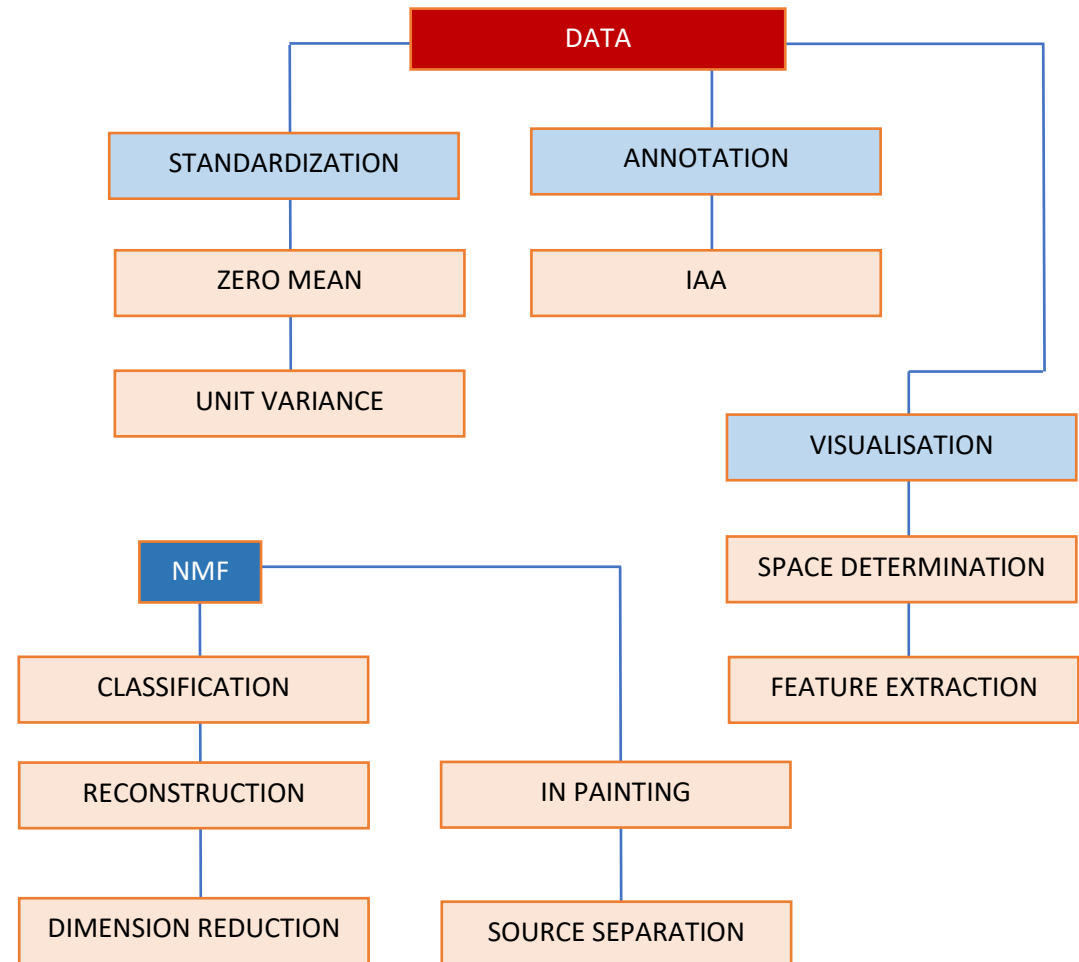 DATA
STANDARDIZATION
ANNOTATION
ZERO MEAN
IAA
UNIT VARIANCE
VISUALISATION
SPACE DETERMINATION
FEATURE EXTRACTION
NMF
CLASSIFICATION
RECONSTRUCTION
IN PAINTING
DIMENSION REDUCTION
SOURCE SEPARATION